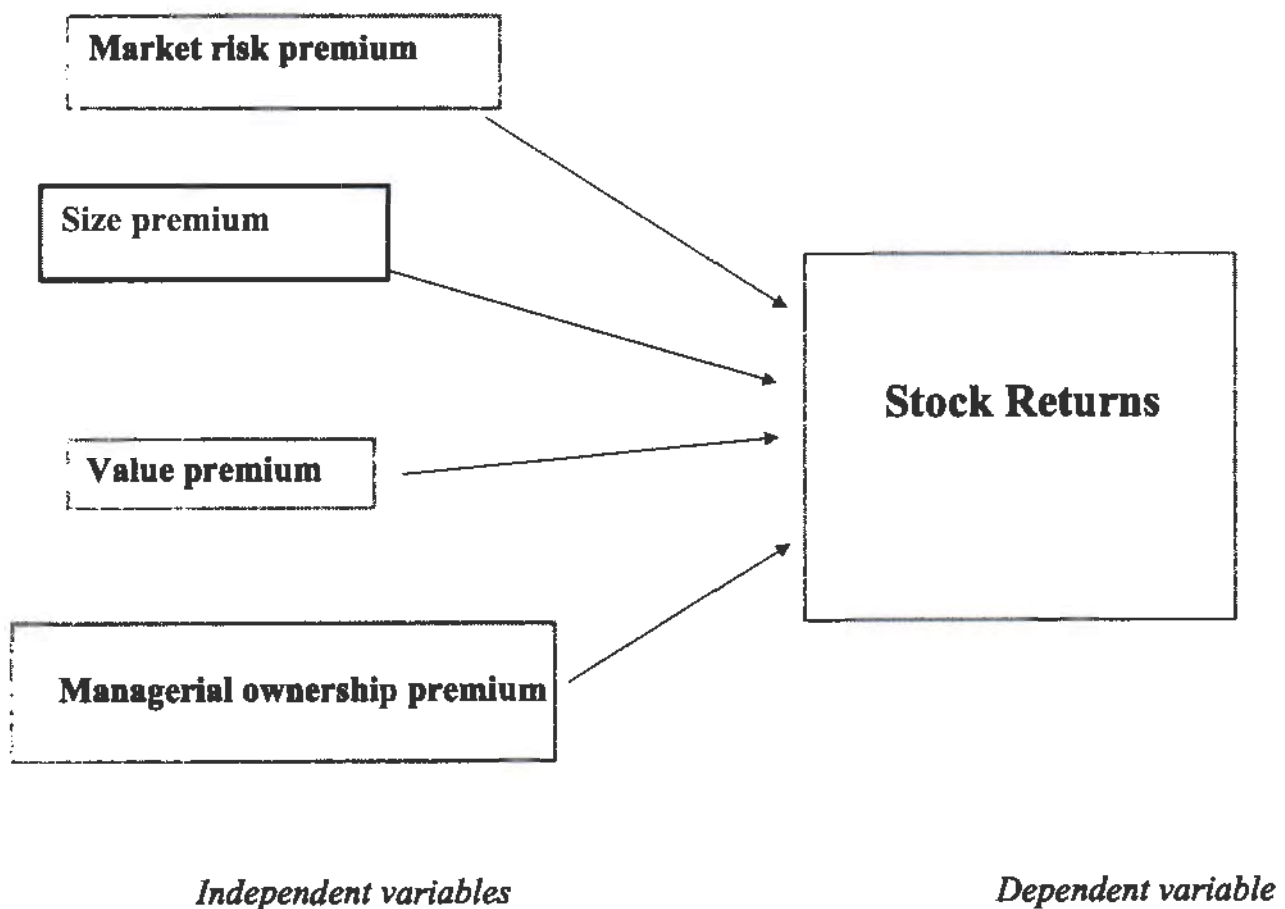 Market risk premium
Size premium
Stock Returns
Value premium
Managerial ownership premium
Independent variables
Dependent variable